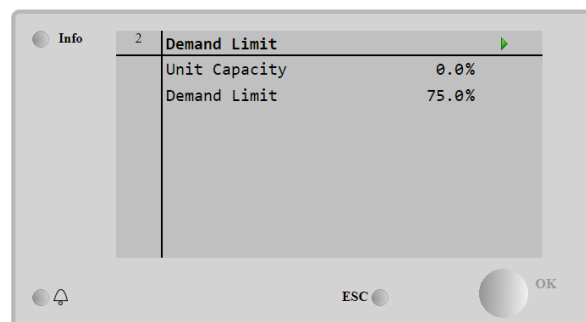 Info
2 Demand Limit
Unit Capacity 0.0%
Demand Limit 75.0%
ESC
OK